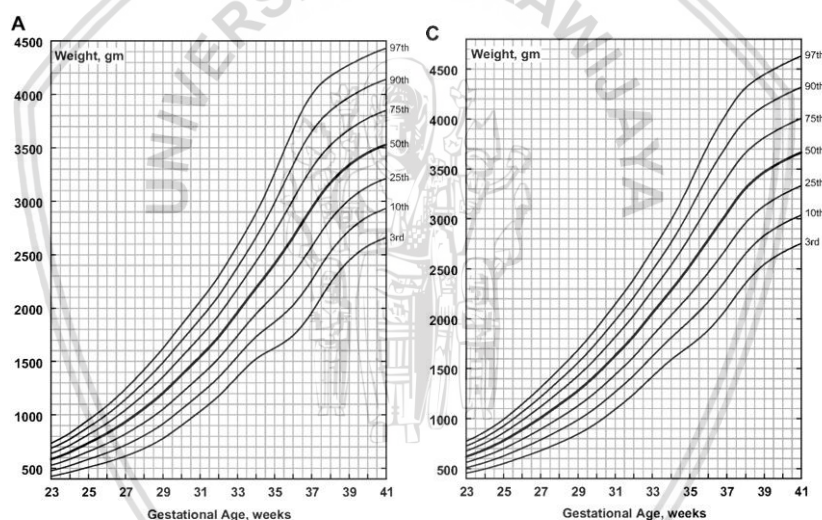 A
Weight, gm
4500
4000
3500
3000
2500
2000
1500
1000
500
97th
90th
75th
50th
25th
10th
3rd
23 25 27 29 31 33 35 37 39 41
Gestational Age, weeks
C
Weight, gm
4500
4000
3500
3000
2500
2000
1500
1000
500
97th
90th
75th
50th
25th
10th
3rd
23 25 27 29 31 33 35 37 39 41
Gestational Age, weeks